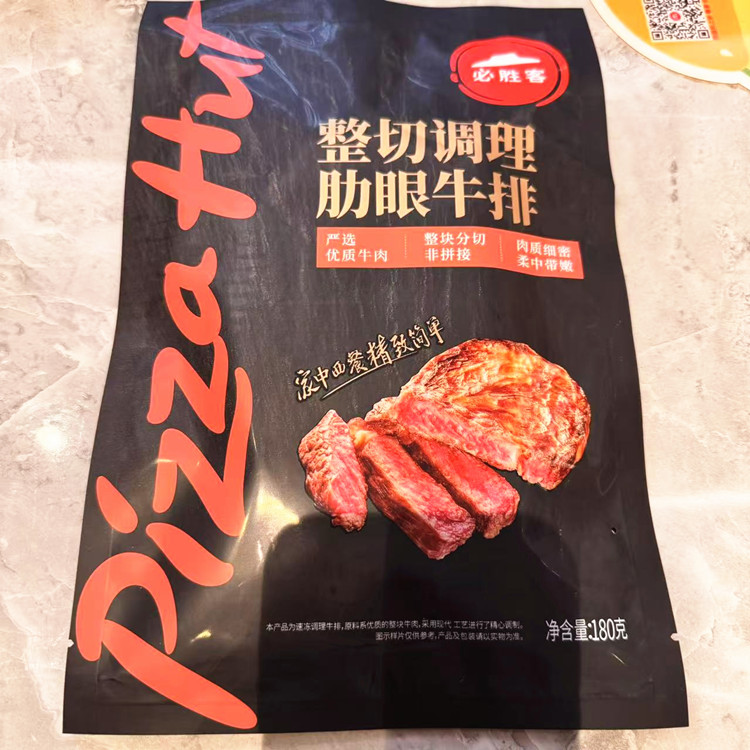 Pizza Hut
必胜客
整切调理
肋眼牛排
严选
优质牛肉
整块分切
非拼接
肉质细密
柔中带嫩
家中西餐精致简单
本产品为速冻调理牛排,原料系优质的整块牛肉,采用现代 工艺进行了精心调制。
图示样片仅供参考,产品及包装请以实物为准。
净含量:180克